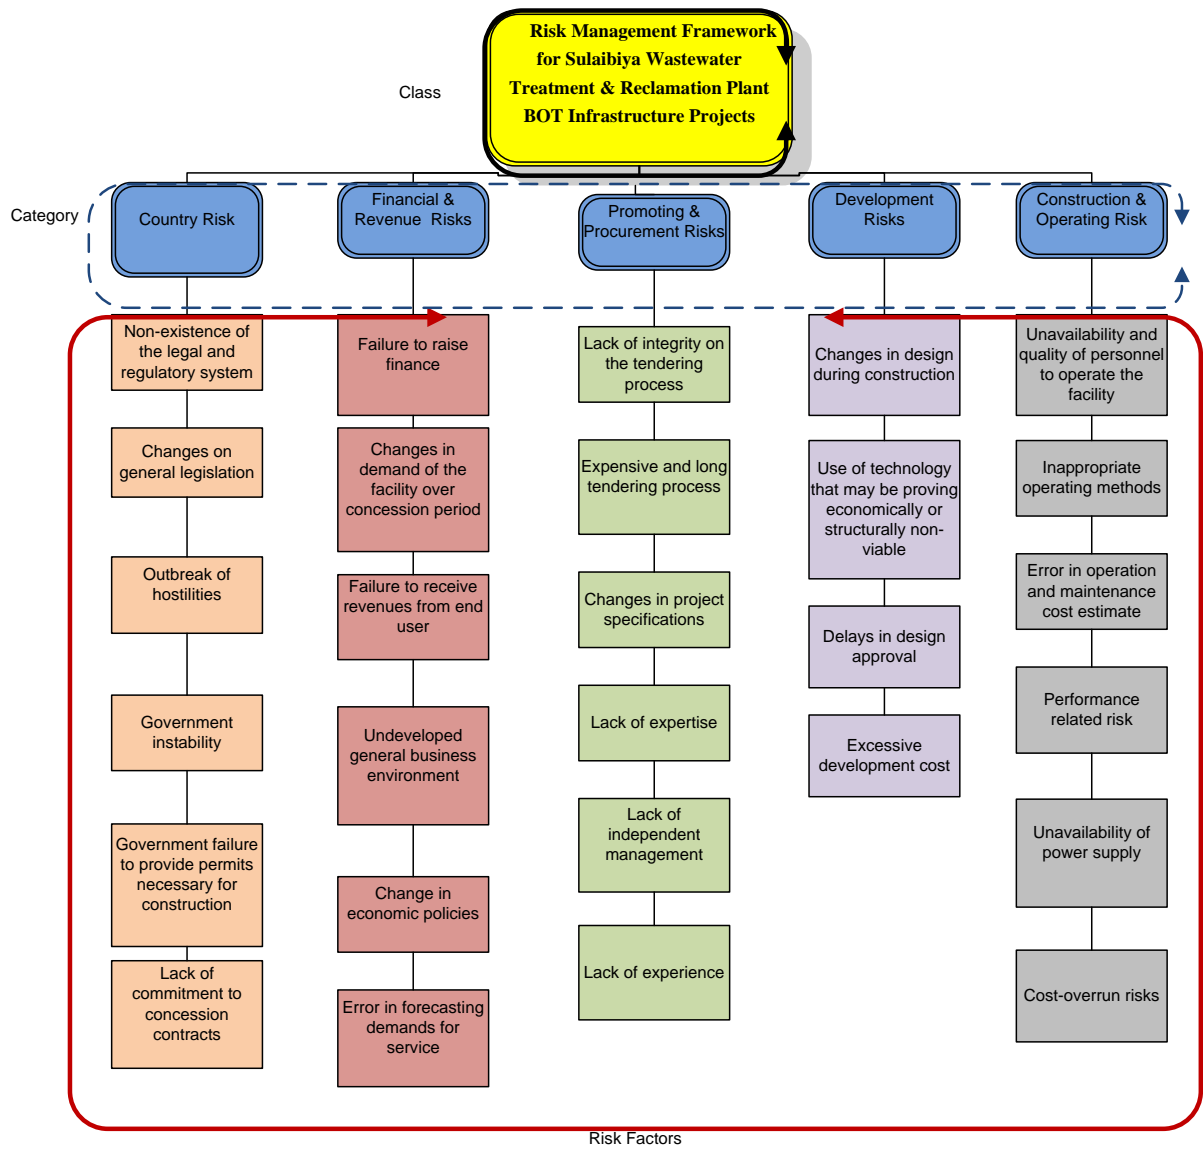 Risk Management Framework
for Sulaibiya Wastewater
Treatment & Reclamation Plant
BOT Infrastructure Projects
Class
Category
Country Risk
Financial &
Revenue Risks
Promoting &
Procurement Risks
Development
Risks
Construction &
Operating Risk
Non-existence of
the legal and
regulatory system
Changes on
general legislation
Outbreak of
hostilities
Government
instability
Government failure
to provide permits
necessary for
construction
Lack of
commitment to
concession
contracts
Failure to raise
finance
Changes in
demand of the
facility over
concession period
Failure to receive
revenues from end
user
Undeveloped
general business
environment
Change in
economic policies
Error in forecasting
demands for
service
Lack of integrity on
the tendering
process
Expensive and long
tendering process
Changes in project
specifications
Lack of expertise
Lack of
independent
management
Lack of experience
Changes in design
during construction
Use of technology
that may be proving
economically or
structurally non-
viable
Delays in design
approval
Excessive
development cost
Unavailability and
quality of personnel
to operate the
facility
Inappropriate
operating methods
Error in operation
and maintenance
cost estimate
Performance
related risk
Unavailability of
power supply
Cost-overrun risks
Risk Factors